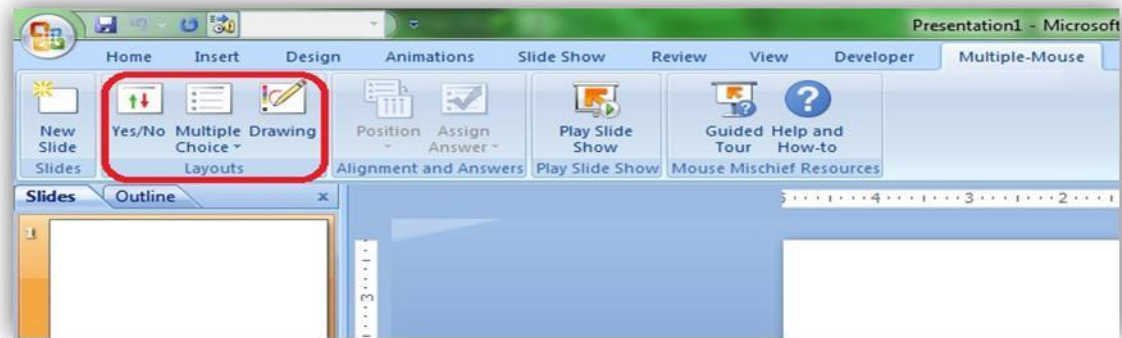 Presentation1 - Microsoft
Home Insert Design Animations Slide Show Review View Developer Multiple-Mouse
New Slide Yes/No Multiple Choice Drawing Position Assign Answer Play Slide Show Guided Tour Help and How-to
Slides Layouts Alignment and Answers Play Slide Show Mouse Mischief Resources
Slides Outline x
5 4 3 2
1
3